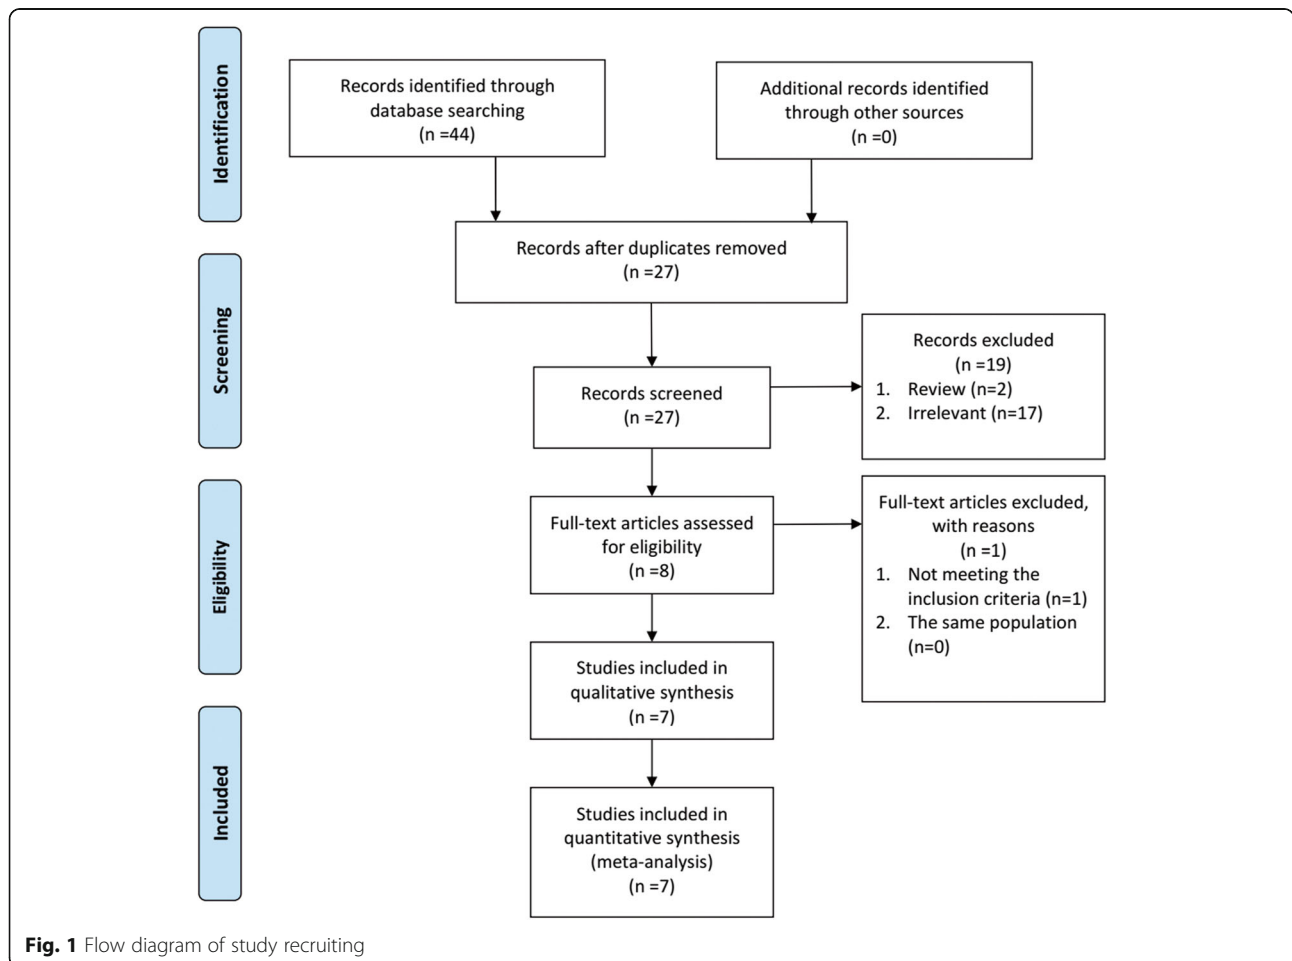 Identification
Records identified through
database searching
(n =44)
Additional records identified
through other sources
(n =0)
Records after duplicates removed
(n =27)
Screening
Records screened
(n =27)
Records excluded
(n =19)
1. Review (n=2)
2. Irrelevant (n=17)
Eligibility
Full-text articles assessed
for eligibility
(n =8)
Full-text articles excluded,
with reasons
(n =1)
1. Not meeting the
inclusion criteria (n=1)
2. The same population
(n=0)
Studies included in
qualitative synthesis
(n =7)
Included
Studies included in
quantitative synthesis
(meta-analysis)
(n =7)
Fig. 1 Flow diagram of study recruiting